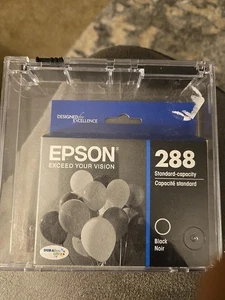 DESIGNED for
EXCELLENCE
EPSON®
EXCEED YOUR VISION
288
Standard-capacity
Capacité standard
Black
Noir